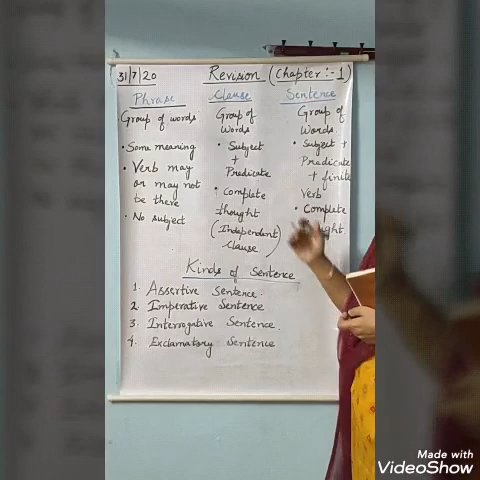 31/7/20 Revision (Chapter:-1)
Phrase
Group of words
• Some meaning
• Verb may
or may not
be there
• No subject
Clause
Group of
Words
• Subject
+
Predicate
• Complete
thought
(Independent
clause)
Sentence
Group of
Words.
• Subject +
Predicate
+ finite
Verb
• Complete
Kinds of Sentence
1. Assertive Sentence.
2. Imperative Sentence
3. Interrogative Sentence.
4. Exclamatory Sentence
Made with
VideoShow